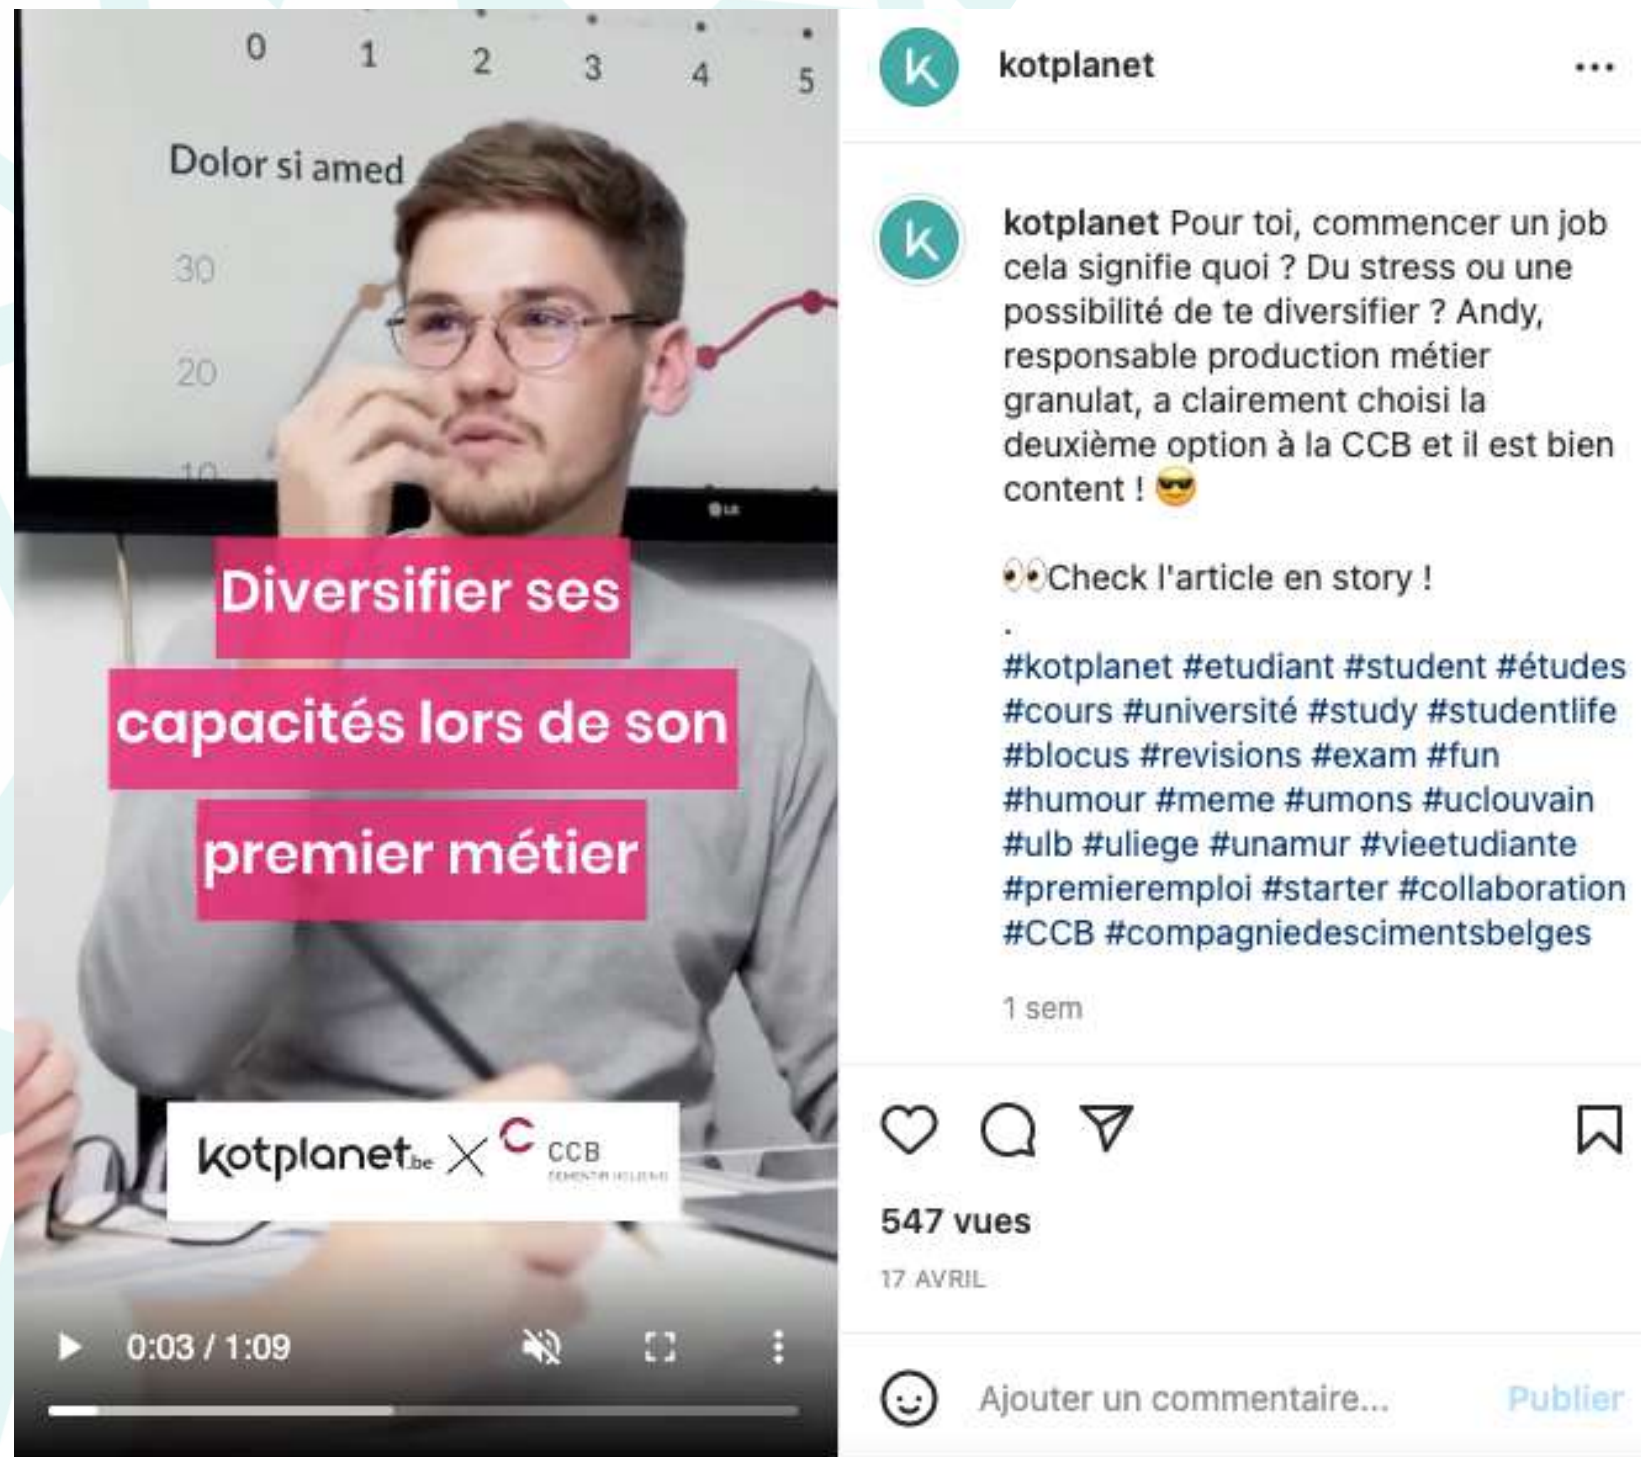 0 1 2 3 4 5
Dolor si amed
30
20
10
LG
Diversifier ses
capacités lors de son
premier métier
kotplanet.be X CCB
CEMENTIR HOLDING
0:03 / 1:09
kotplanet
kotplanet Pour toi, commencer un job
cela signifie quoi ? Du stress ou une
possibilité de te diversifier ? Andy,
responsable production métier
granulat, a clairement choisi la
deuxième option à la CCB et il est bien
content ! 😎
👀Check l'article en story !
.
#kotplanet #etudiant #student #études
#cours #université #study #studentlife
#blocus #revisions #exam #fun
#humour #meme #umons #uclouvain
#ulb #uliege #unamur #vieetudiante
#premieremploi #starter #collaboration
#CCB #compagniedescimentsbelges
1 sem
547 vues
17 AVRIL
Ajouter un commentaire...
Publier